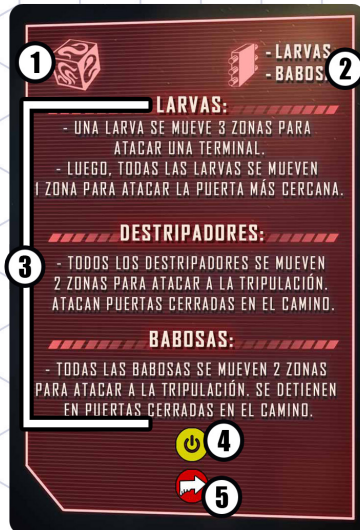 1
- LARVAS
2
- BABOS
LARVAS:
- UNA LARVA SE MUEVE 3 ZONAS PARA
ATACAR UNA TERMINAL.
- LUEGO, TODAS LAS LARVAS SE MUEVEN
1 ZONA PARA ATACAR LA PUERTA MÁS CERCANA.
DESTRIPADORES:
3
- TODOS LOS DESTRIPADORES SE MUEVEN
2 ZONAS PARA ATACAR A LA TRIPULACIÓN.
ATACAN PUERTAS CERRADAS EN EL CAMINO.
BABOSAS:
- TODAS LAS BABOSAS SE MUEVEN 2 ZONAS
PARA ATACAR A LA TRIPULACIÓN. SE DETIENEN
EN PUERTAS CERRADAS EN EL CAMINO.
4
5